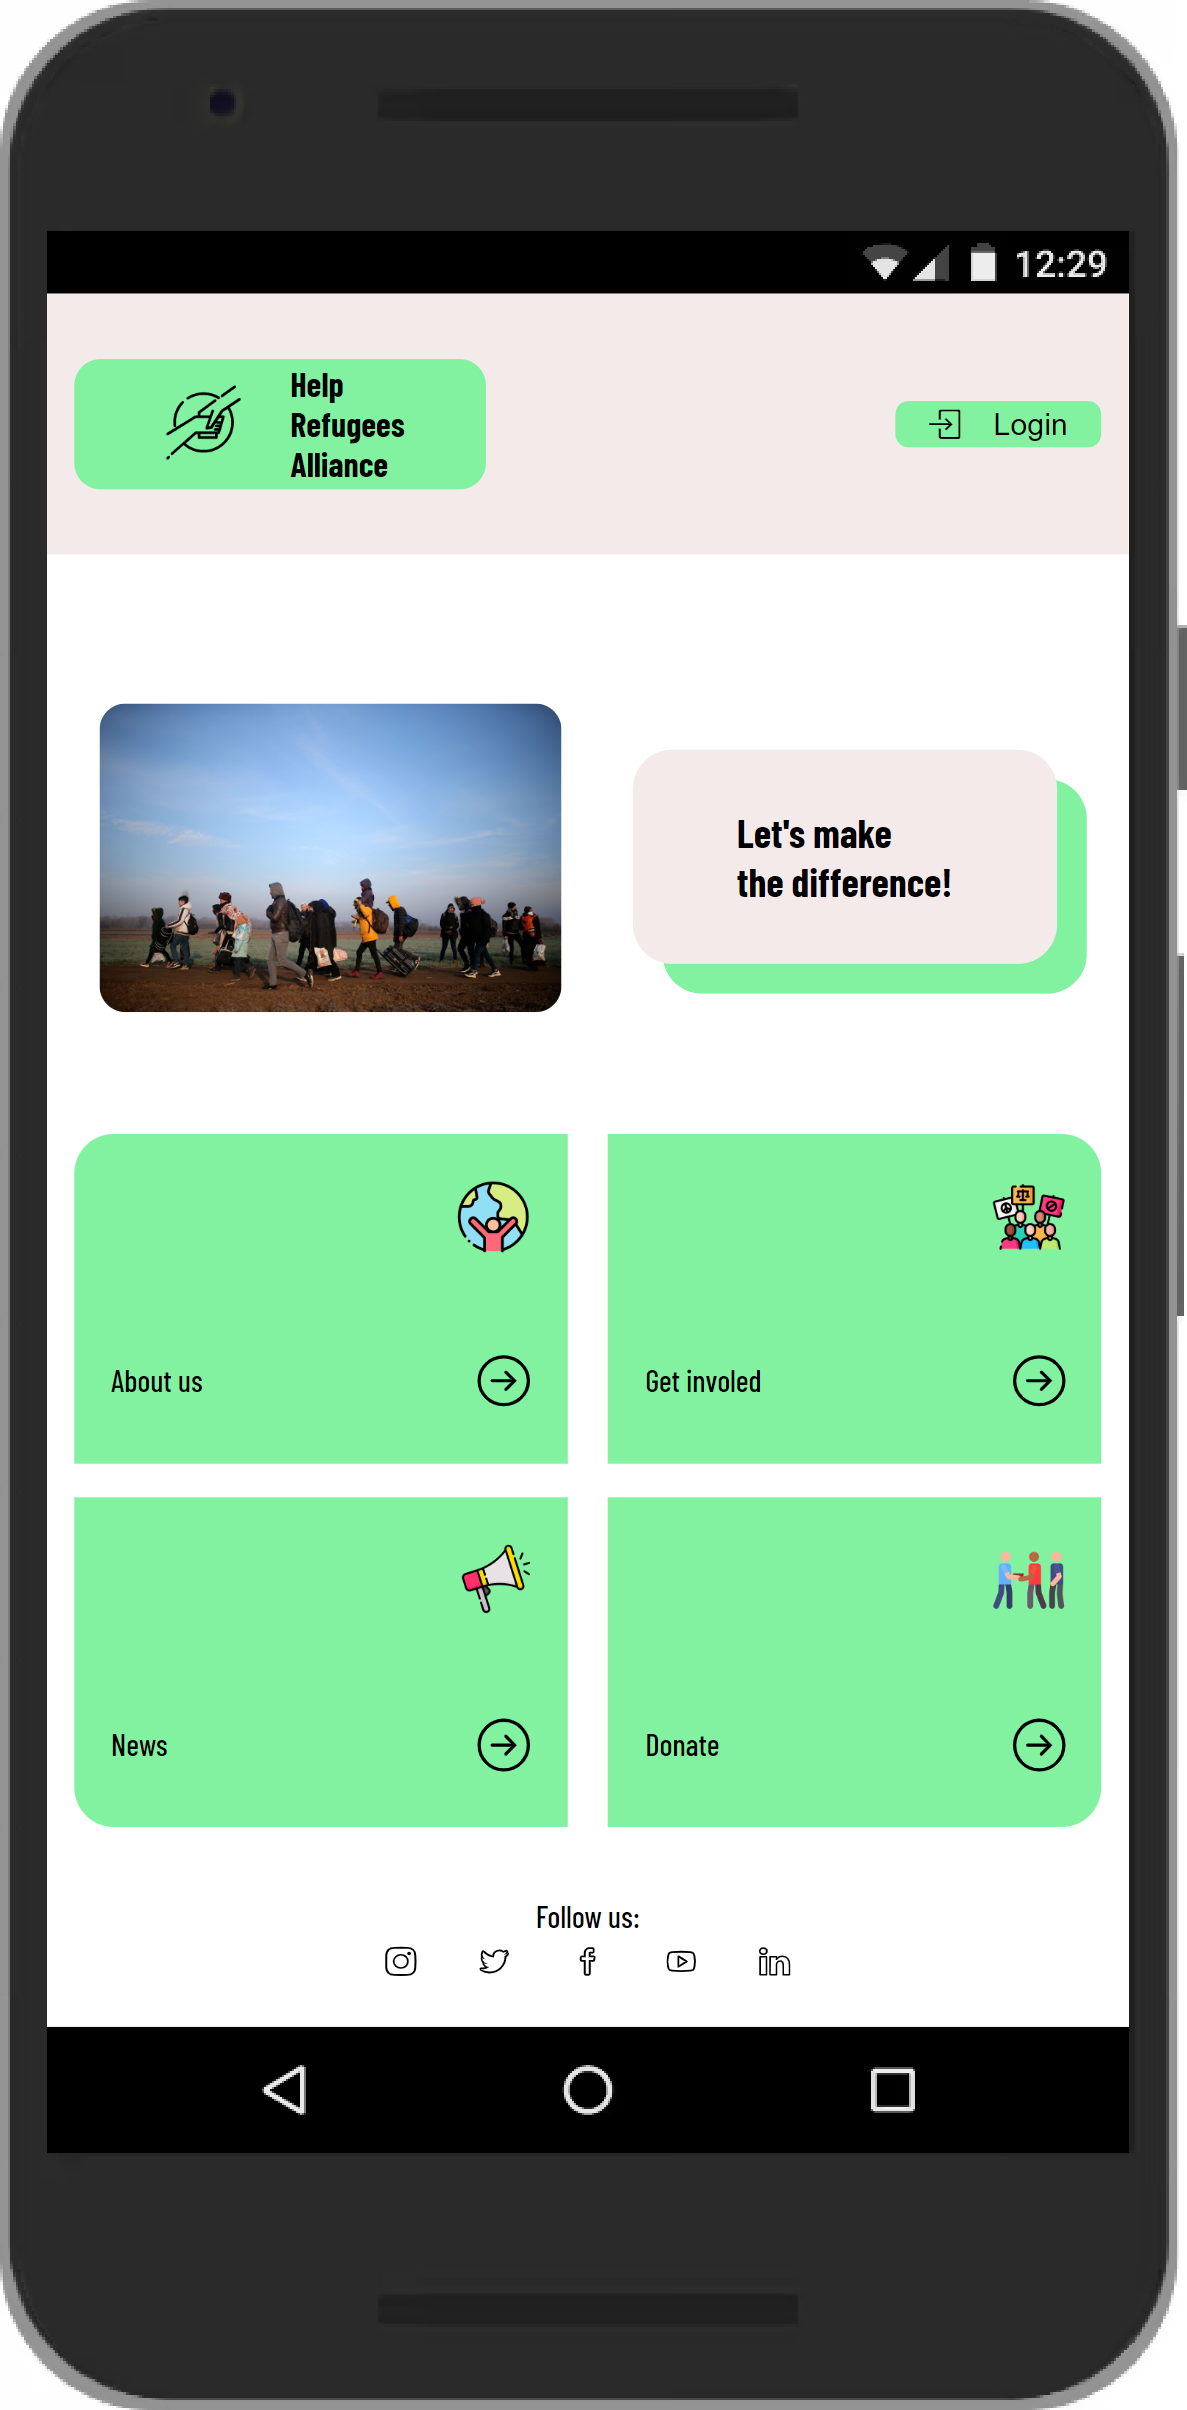 12:29
Help
Refugees
Alliance
Login
Let's make
the difference!
About us
Get involed
News
Donate
Follow us: